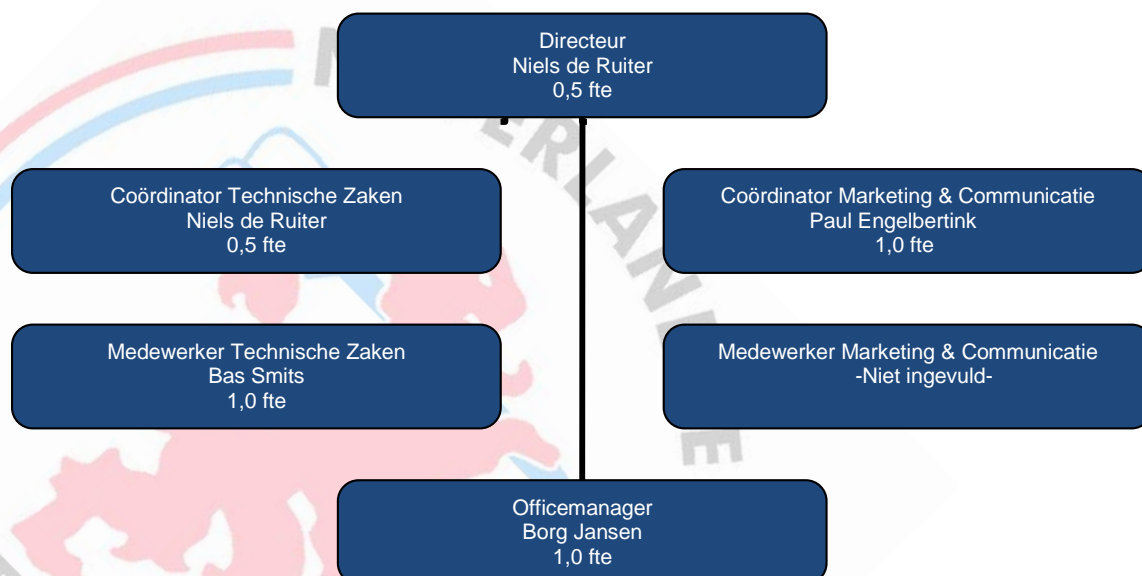 Directeur
Niels de Ruiter
0,5 fte
Coördinator Technische Zaken
Niels de Ruiter
0,5 fte
Coördinator Marketing & Communicatie
Paul Engelbertink
1,0 fte
Medewerker Technische Zaken
Bas Smits
1,0 fte
Medewerker Marketing & Communicatie
-Niet ingevuld-
Officemanager
Borg Jansen
1,0 fte